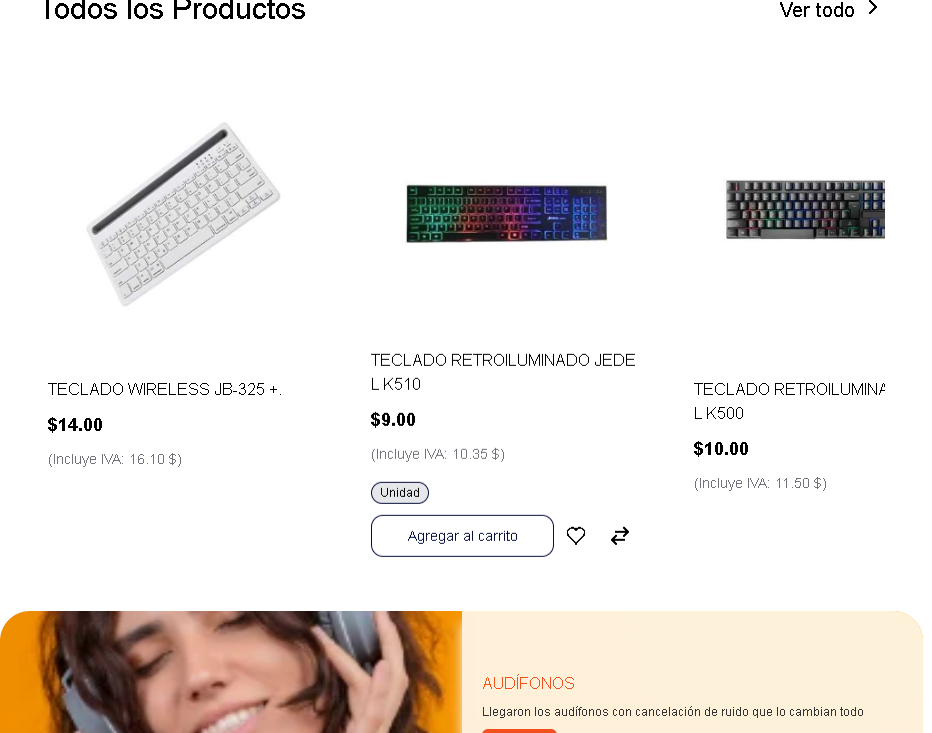 Todos los Productos
Ver todo
TECLADO WIRELESS JB-325 +.
$14.00
(Incluye IVA: 16.10 $)
TECLADO RETROILUMINADO JEDE
L K510
$9.00
(Incluye IVA: 10.35 $)
Unidad
Agregar al carrito
TECLADO RETROILUMINA
L K500
$10.00
(Incluye IVA: 11.50 $)
AUDÍFONOS
Llegaron los audífonos con cancelación de ruido que lo cambian todo